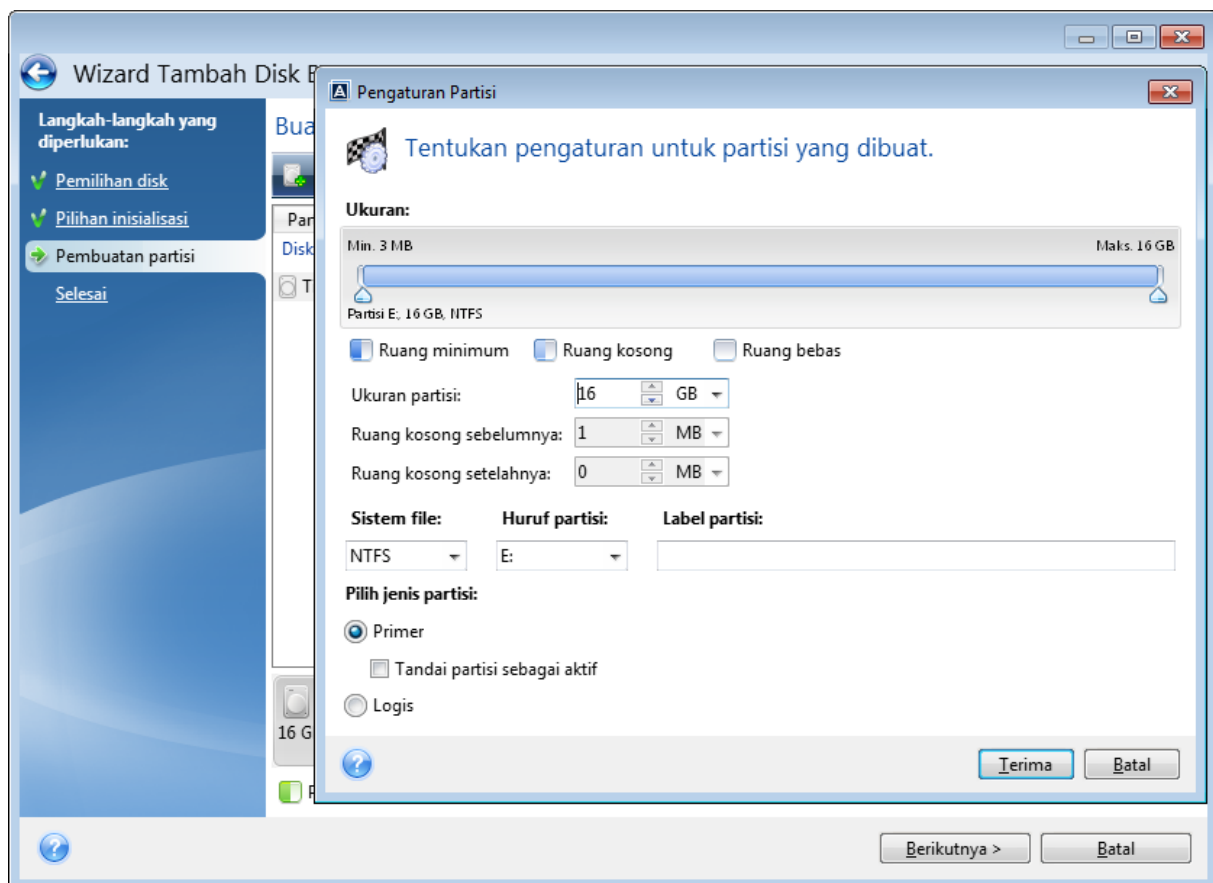 Wizard Tambah Disk
Langkah-langkah yang
diperlukan:
Pemilihan disk
Pilihan inisialisasi
Pembuatan partisi
Selesai
Bua
Par
Disk
T
16 G
Pengaturan Partisi
Tentukan pengaturan untuk partisi yang dibuat.
Ukuran:
Min. 3 MB Maks. 16 GB
Partisi E:, 16 GB, NTFS
Ruang minimum Ruang kosong Ruang bebas
Ukuran partisi: 16 GB
Ruang kosong sebelumnya: 1 MB
Ruang kosong setelahnya: 0 MB
Sistem file: Huruf partisi: Label partisi:
NTFS E:
Pilih jenis partisi:
Primer
Tandai partisi sebagai aktif
Logis
Terima Batal
Berikutnya > Batal